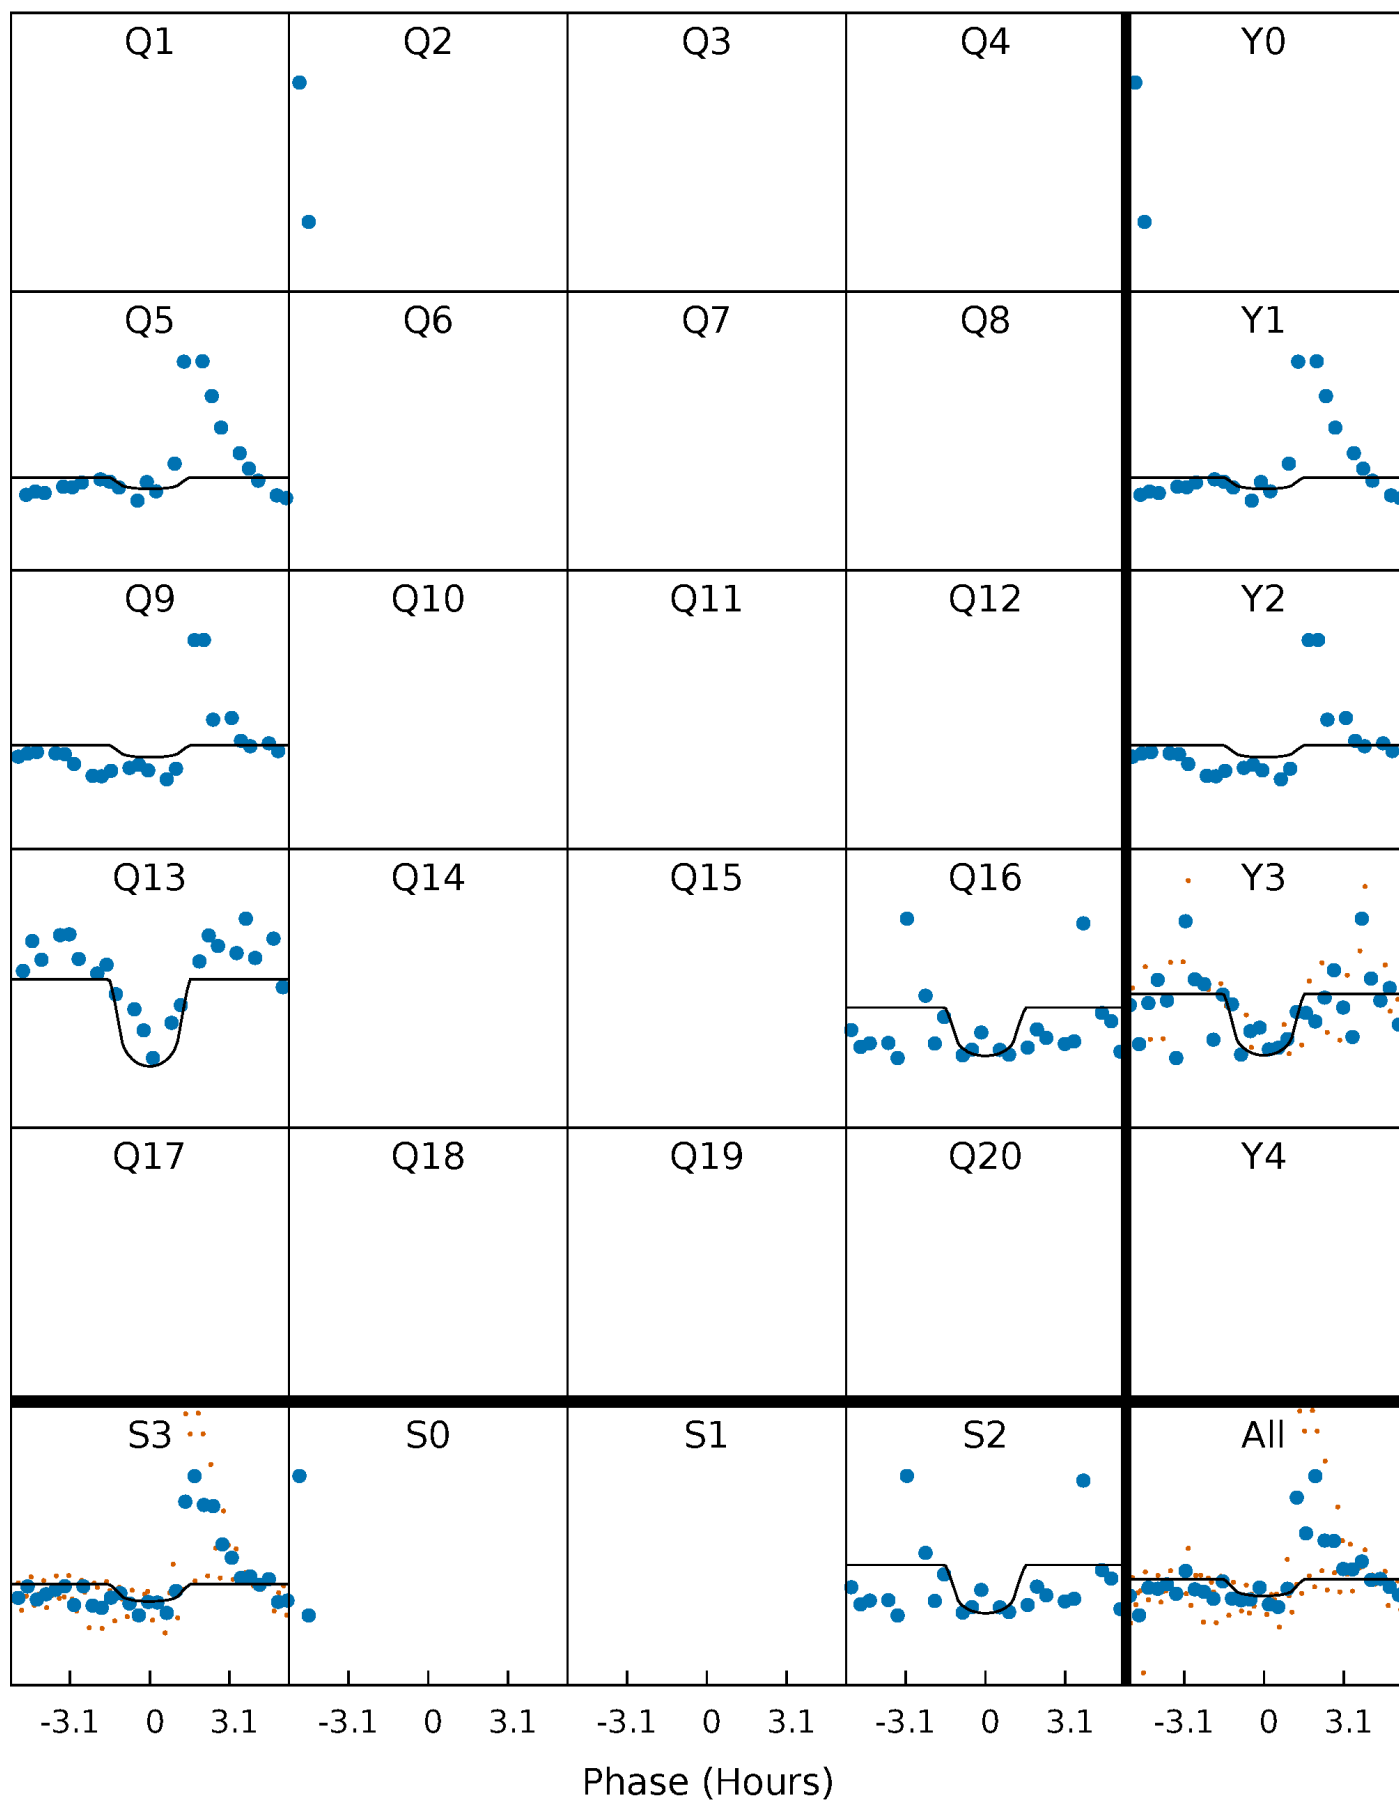 Q1 Q2 Q3 Q4 Y0
Q5 Q6 Q7 Q8 Y1
Q9 Q10 Q11 Q12 Y2
Q13 Q14 Q15 Q16 Y3
Q17 Q18 Q19 Q20 Y4
S3 S0 S1 S2 All
-3.1 0 3.1 -3.1 0 3.1 -3.1 0 3.1 -3.1 0 3.1 -3.1 0 3.1
Phase (Hours)